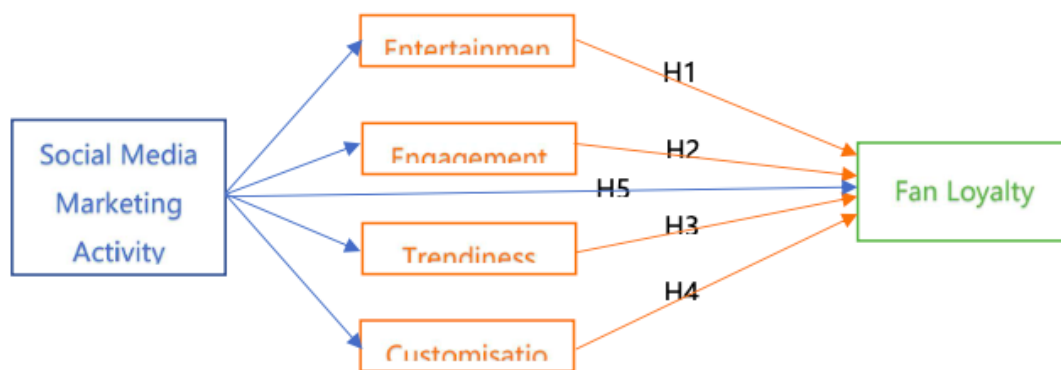 Entertainmen
H1
Social Media
Marketing
Activity
Engagement
H2
H5
Fan Loyalty
Trendiness
H3
H4
Customisatio